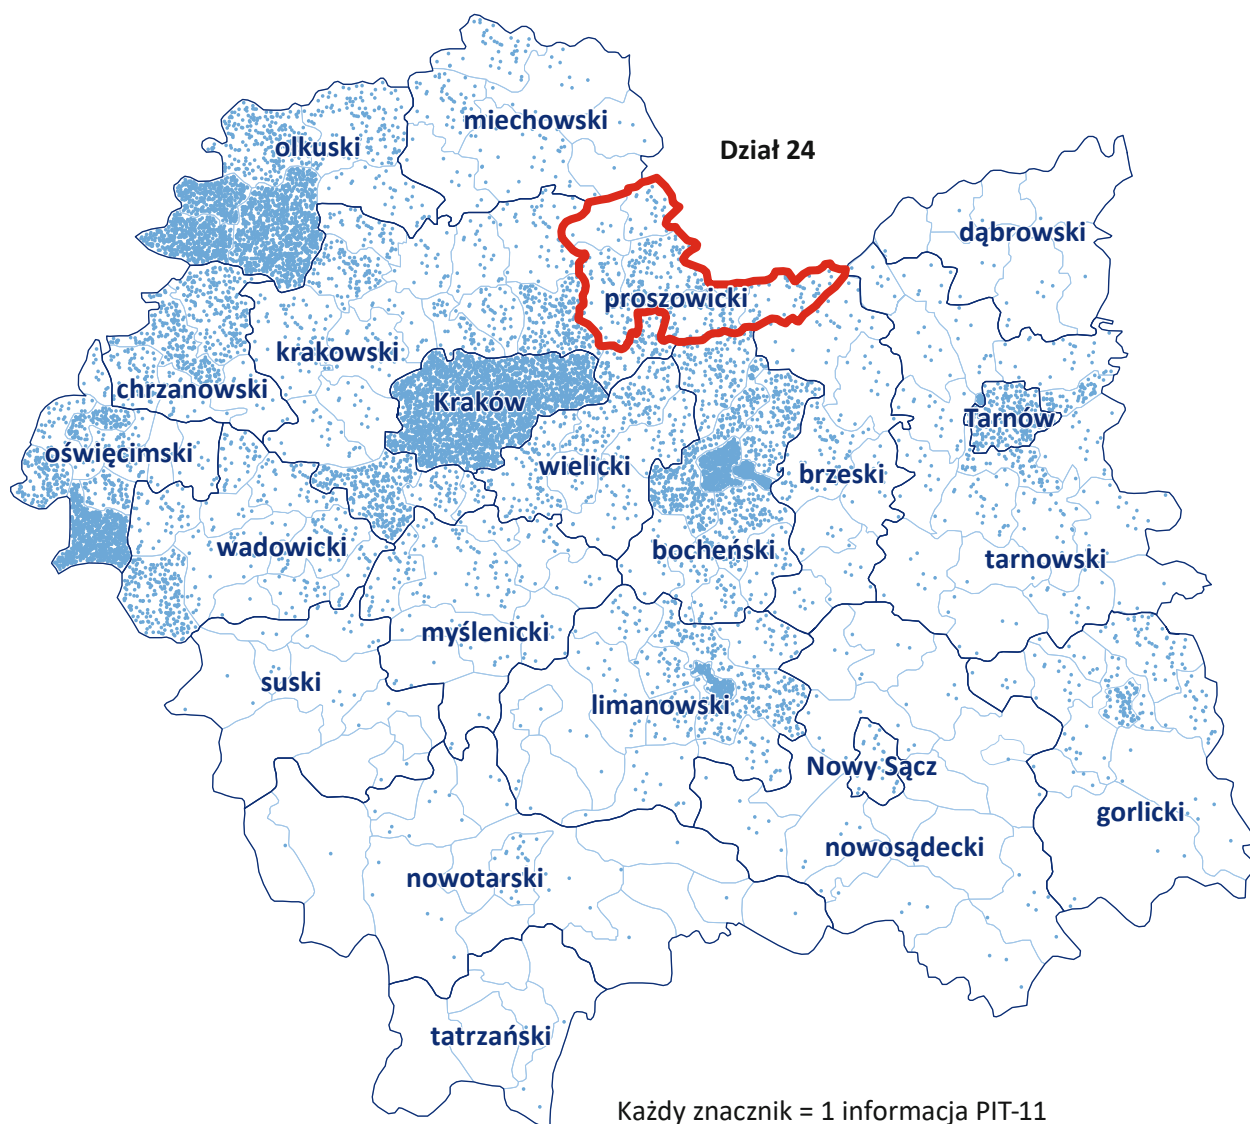 miechowski
olkuski
Dział 24
dąbrowski
proszowicki
krakowski
chrzanowski
Kraków
Tarnów
oświęcimski
wielicki
brzeski
wadowicki
bocheński
tarnowski
myślenicki
suski
limanowski
Nowy Sącz
gorlicki
nowosądecki
nowotarski
tatrzański
Każdy znacznik = 1 informacja PIT-11